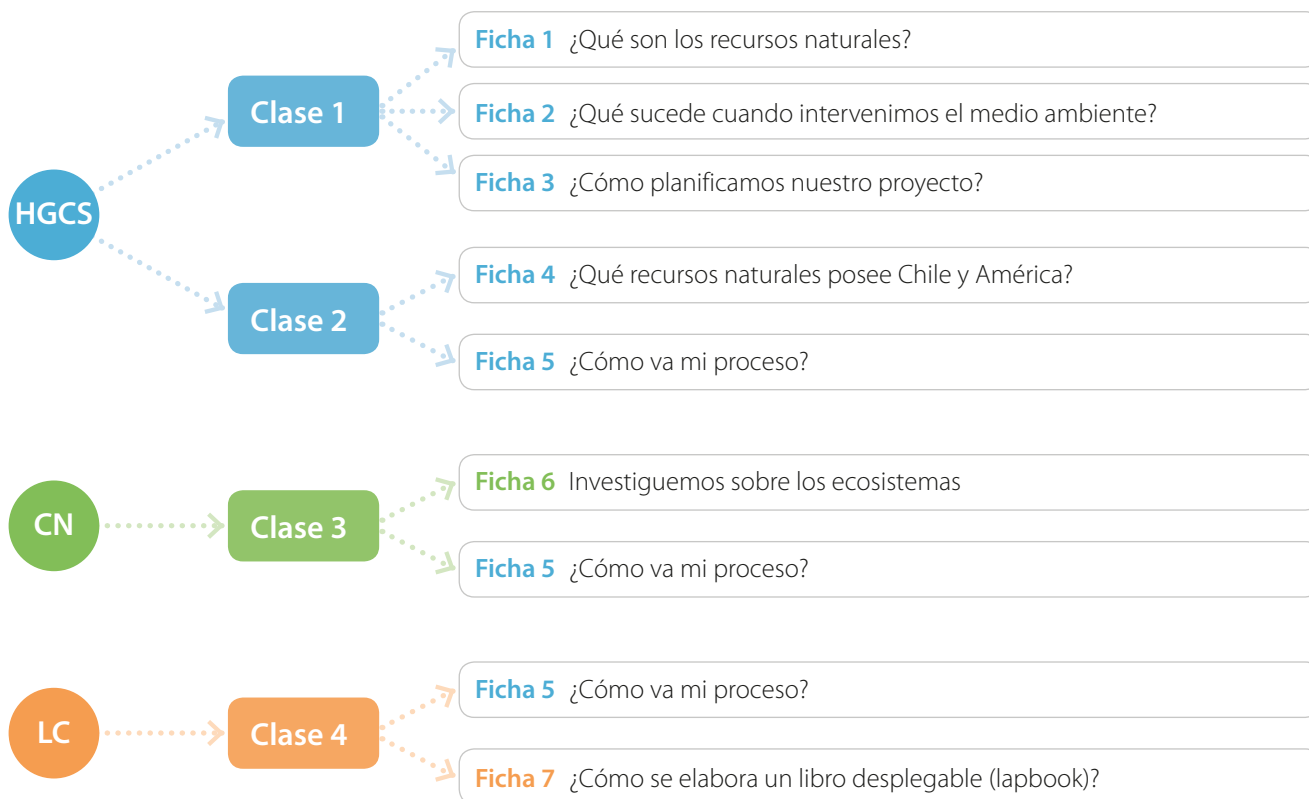 HGCS
Clase 1
Ficha 1 ¿Qué son los recursos naturales?
Ficha 2 ¿Qué sucede cuando intervenimos el medio ambiente?
Ficha 3 ¿Cómo planificamos nuestro proyecto?
Clase 2
Ficha 4 ¿Qué recursos naturales posee Chile y América?
Ficha 5 ¿Cómo va mi proceso?
CN
Clase 3
Ficha 6 Investiguemos sobre los ecosistemas
Ficha 5 ¿Cómo va mi proceso?
LC
Clase 4
Ficha 5 ¿Cómo va mi proceso?
Ficha 7 ¿Cómo se elabora un libro desplegable (lapbook)?